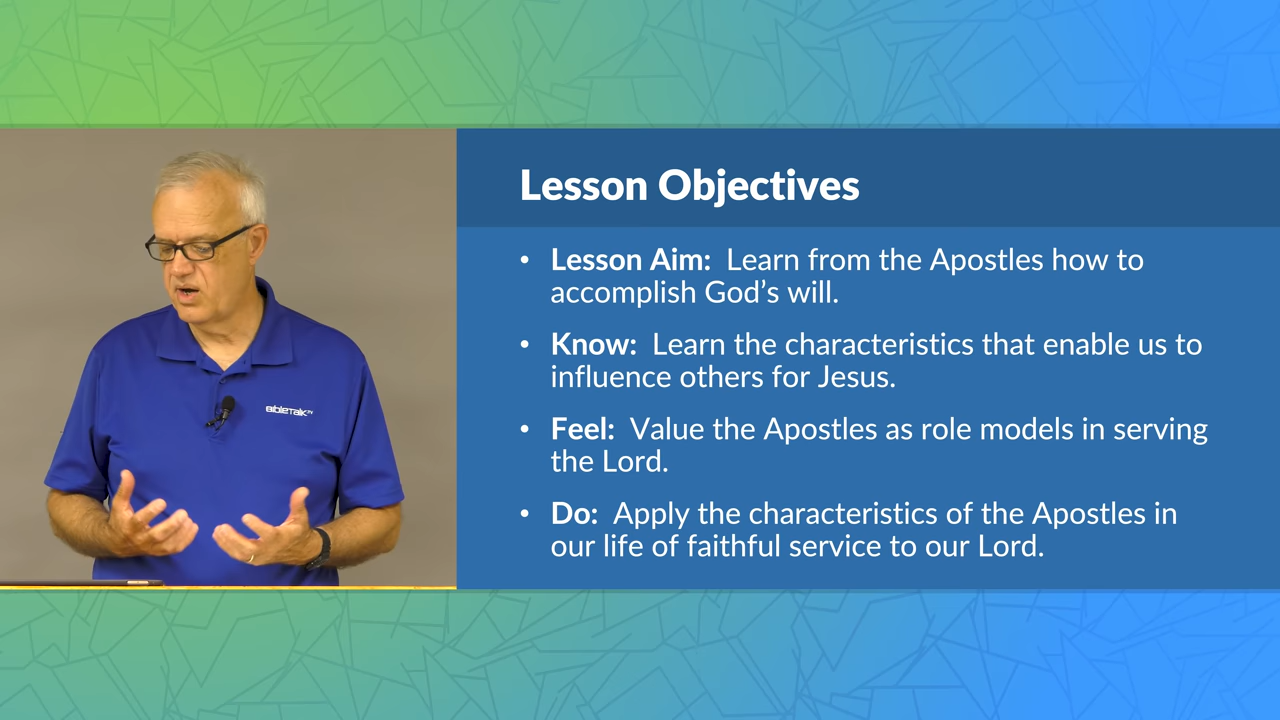 Lesson Objectives
• Lesson Aim: Learn from the Apostles how to
accomplish God’s will.
• Know: Learn the characteristics that enable us to
influence others for Jesus.
• Feel: Value the Apostles as role models in serving
the Lord.
• Do: Apply the characteristics of the Apostles in
our life of faithful service to our Lord.
BibleTalk TV